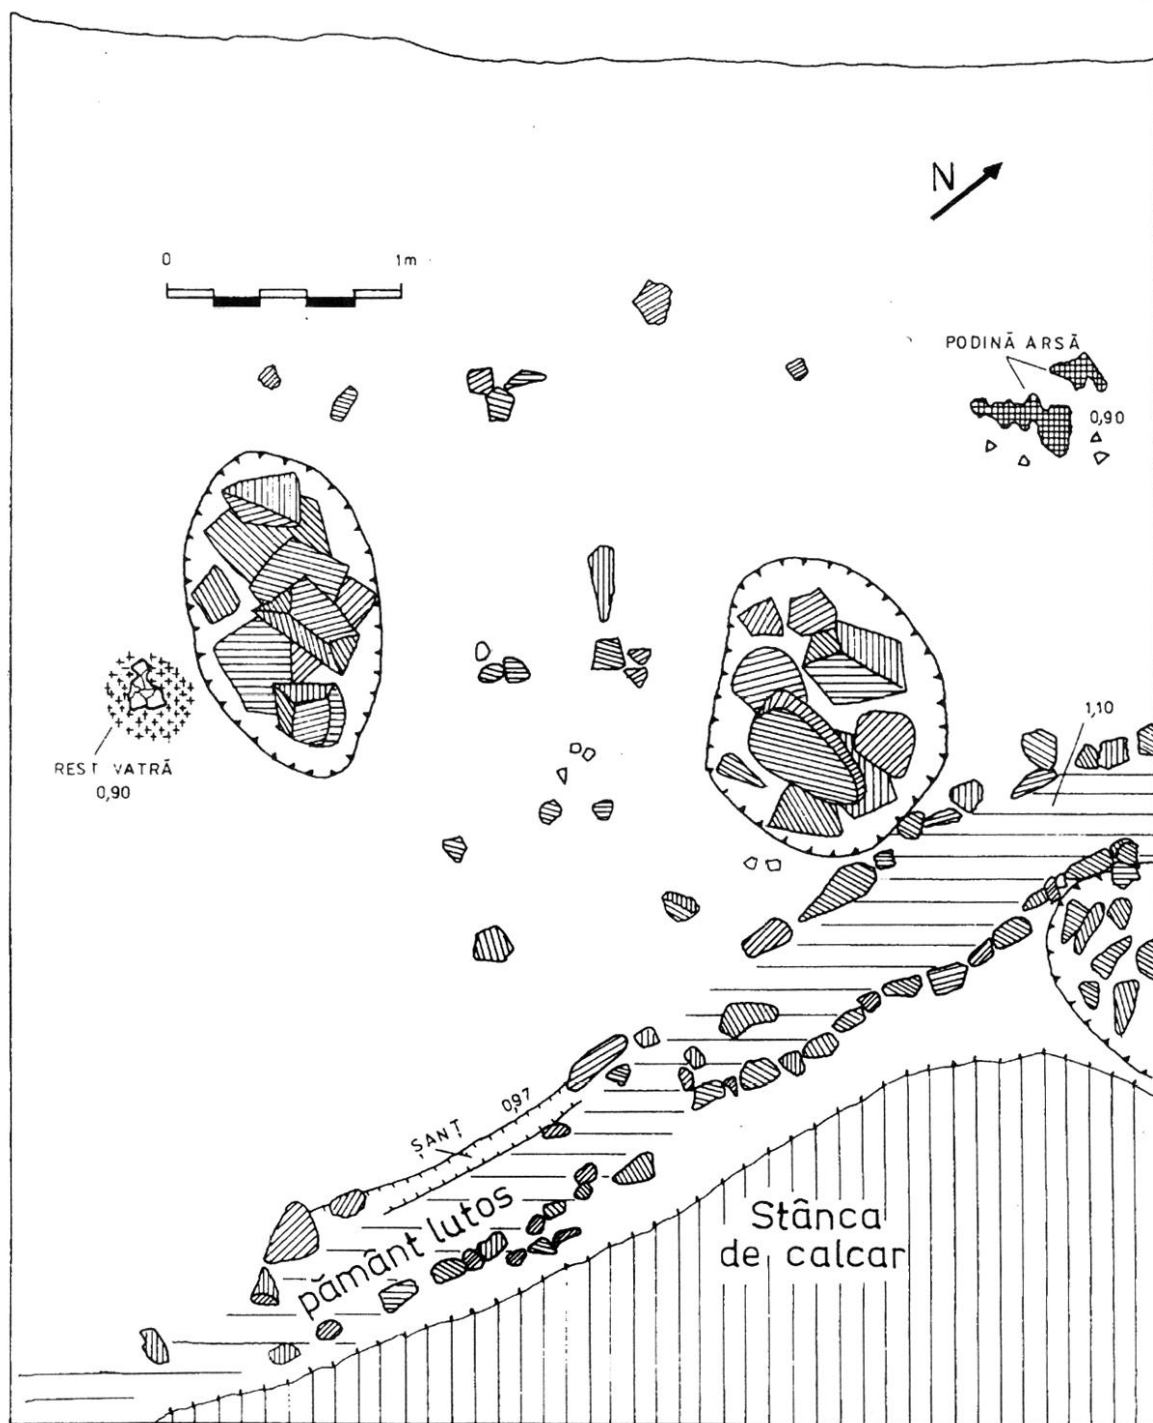 N
0 1m
PODINĂ ARSĂ
0,90
1,10
REST VATRĂ
0,90
0,97
ȘANȚ
pământ lutos
Stânca
de calcar